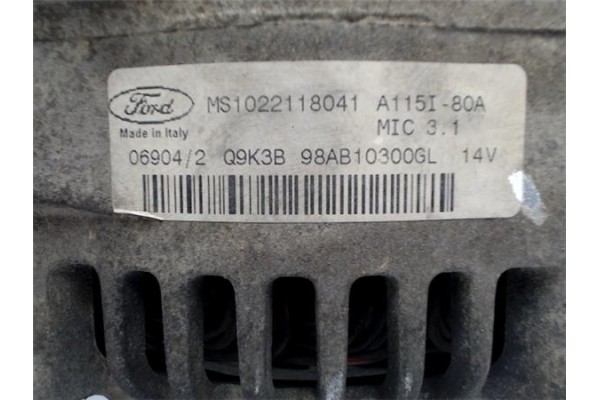 Ford MS1022118041 A115I-80A
Made in Italy MIC 3.1
06904/2 Q9K3B 98AB10300GL 14V